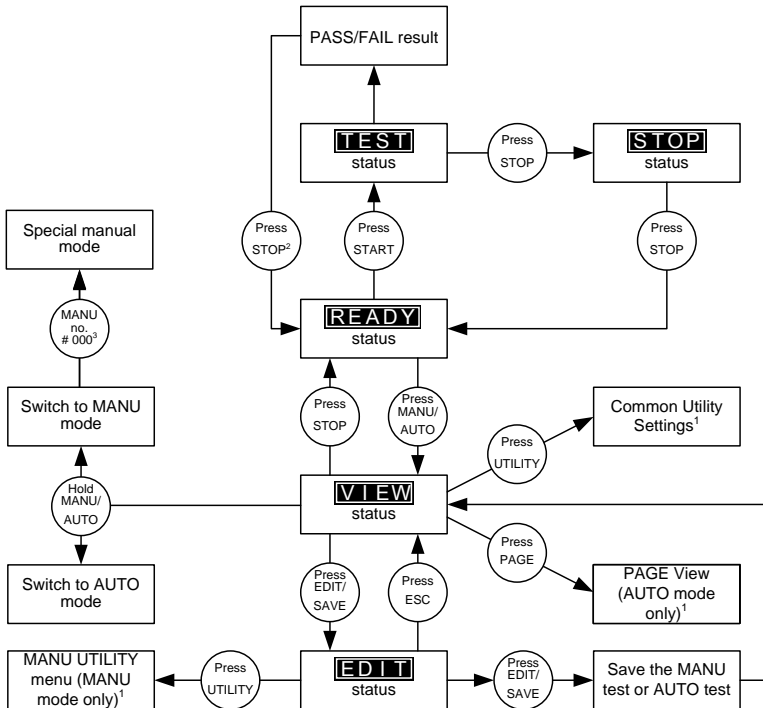 PASS/FAIL result
TEST
status
Press
STOP
STOP
status
Press
STOP²
Press
START
Press
STOP
Special manual
mode
MANU
no.
# 000³
READY
status
Switch to MANU
mode
Press
STOP
Press
MANU/
AUTO
Common Utility
Settings¹
Press
UTILITY
Hold
MANU/
AUTO
VIEW
status
Press
PAGE
Switch to AUTO
mode
Press
EDIT/
SAVE
Press
ESC
PAGE View
(AUTO mode
only)¹
MANU UTILITY
menu (MANU
mode only)¹
Press
UTILITY
EDIT
status
Press
EDIT/
SAVE
Save the MANU
test or AUTO test